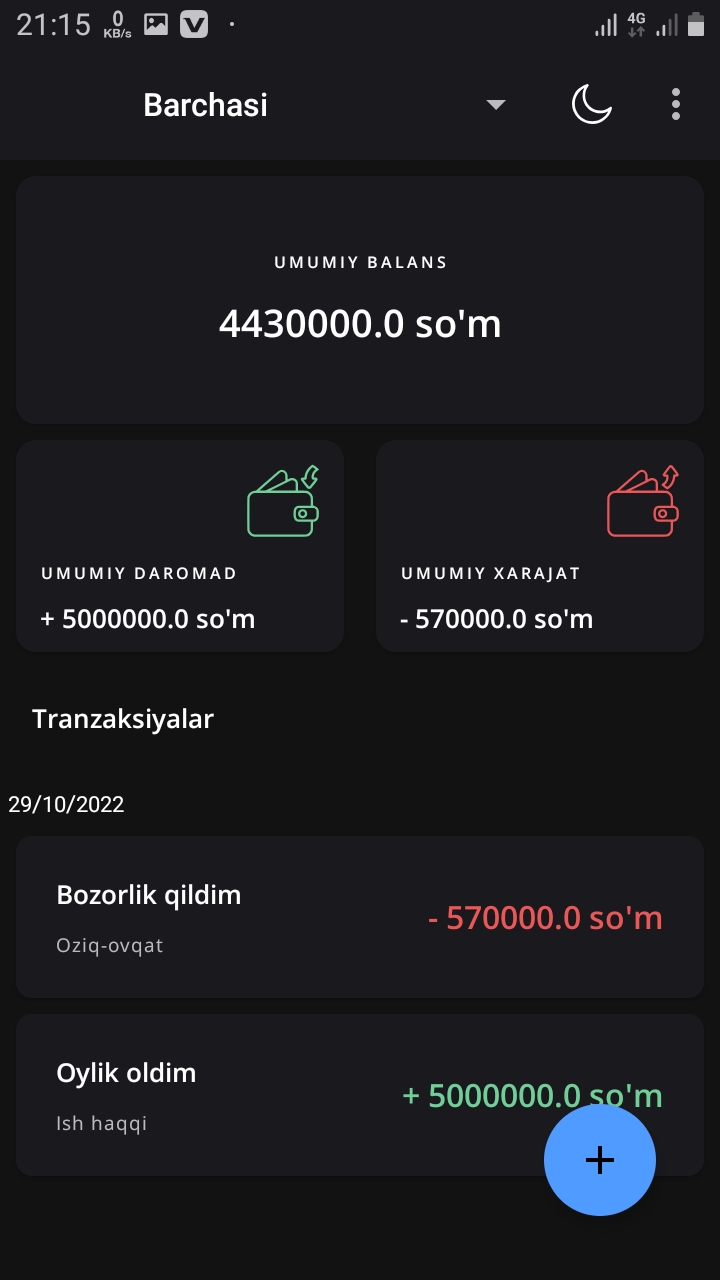 21:15 0 KB/s 4G
Barchasi
UMUMIY BALANS
4430000.0 so'm
UMUMIY DAROMAD
+ 5000000.0 so'm
UMUMIY XARAJAT
- 570000.0 so'm
Tranzaksiyalar
29/10/2022
Bozorlik qildim
- 570000.0 so'm
Oziq-ovqat
Oylik oldim
+ 5000000.0 so'm
Ish haqqi